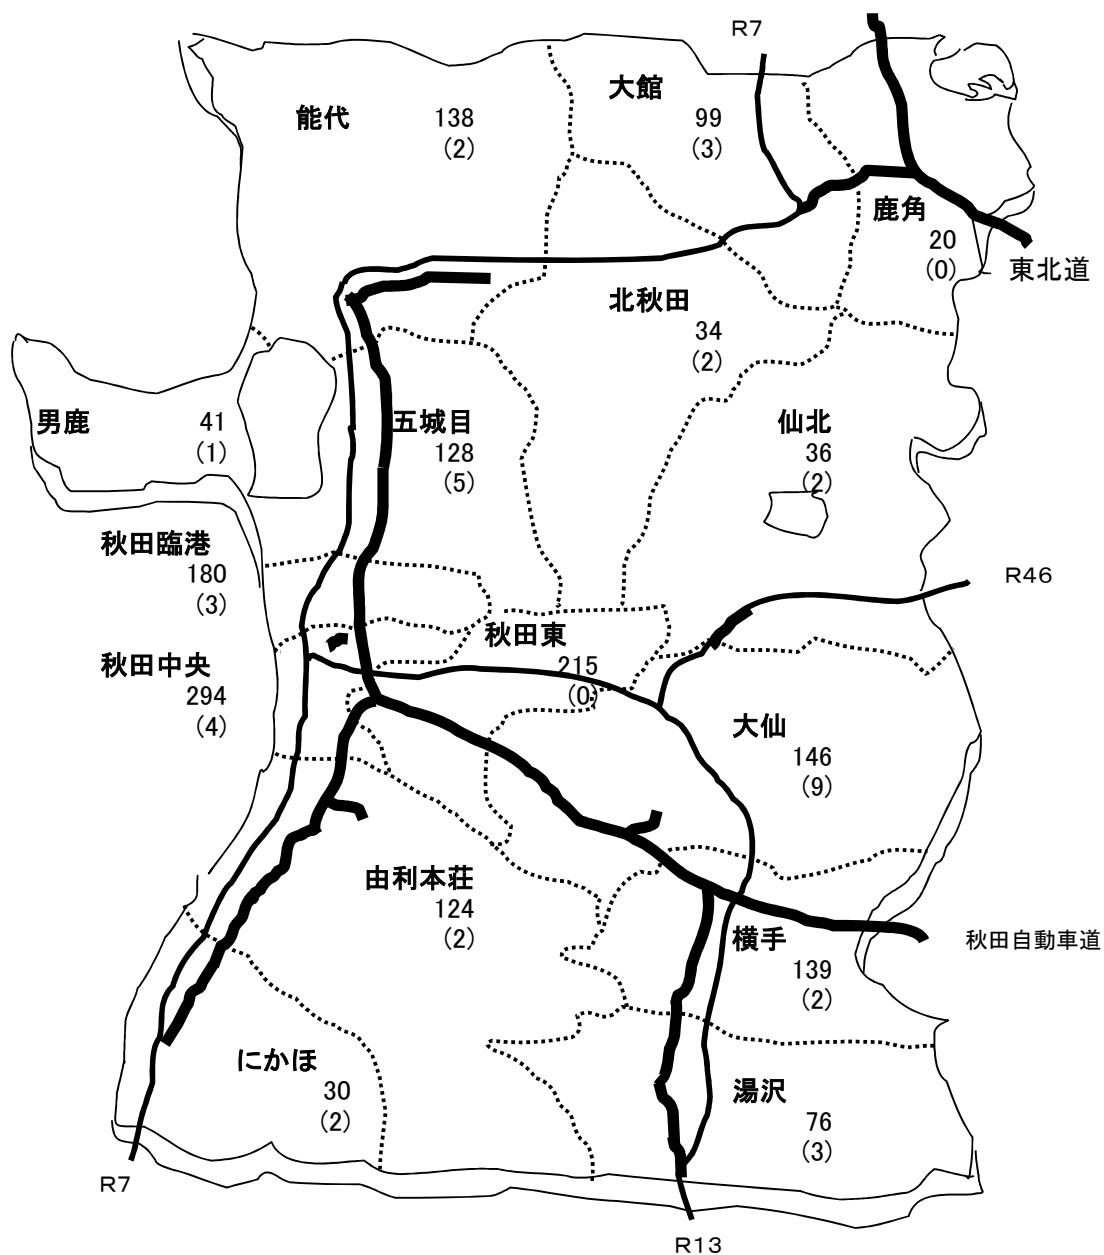 R7
大館
99
(3)
能代
138
(2)
鹿角
20
(0)
東北道
北秋田
34
(2)
男鹿
41
(1)
五城目
128
(5)
仙北
36
(2)
秋田臨港
180
(3)
R46
秋田東
215
(0)
秋田中央
294
(4)
大仙
146
(9)
由利本荘
124
(2)
横手
139
(2)
秋田自動車道
にかほ
30
(2)
湯沢
76
(3)
R7
R13